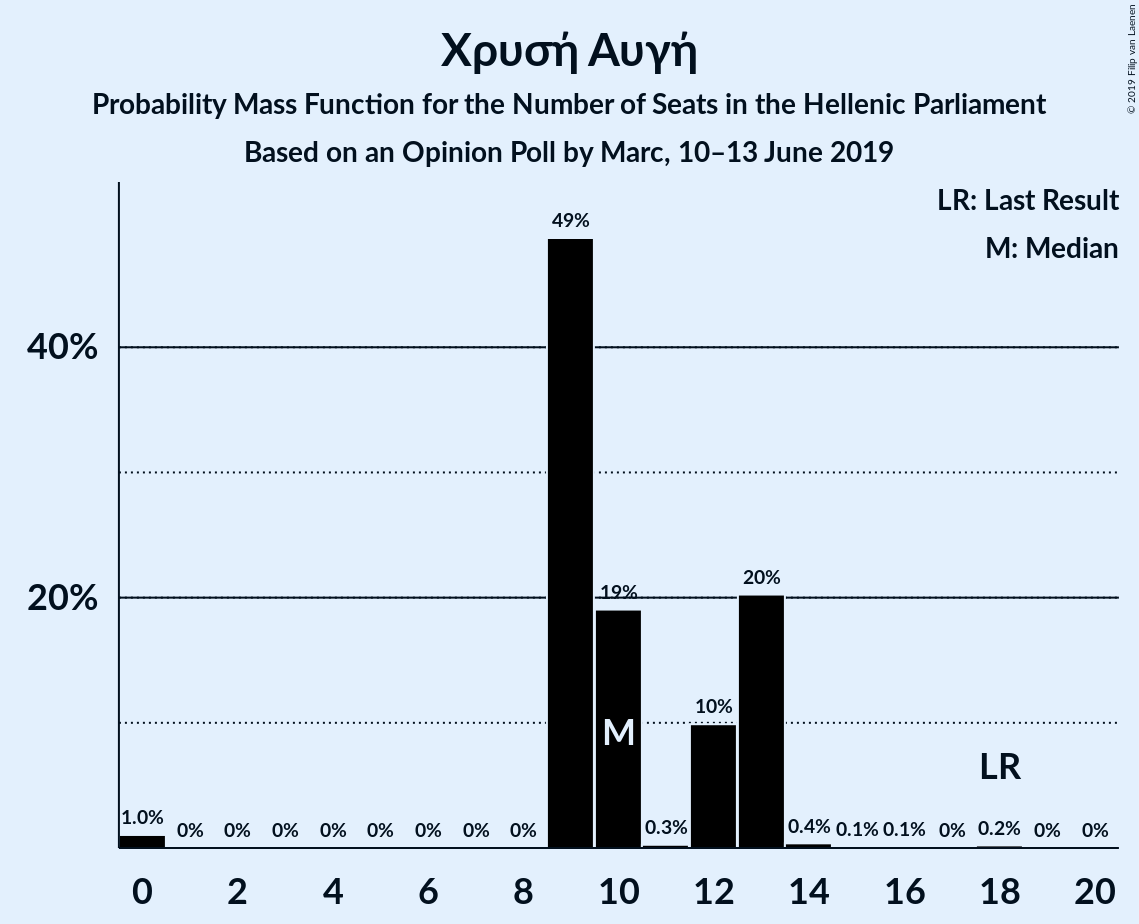 Χρυσή Αυγή
Probability Mass Function for the Number of Seats in the Hellenic Parliament
Based on an Opinion Poll by Marc, 10–13 June 2019
© 2019 Filip van Laenen
LR: Last Result
M: Median
49%
40%
20%
20%
19%
10%
M
LR
1.0% 0% 0% 0% 0% 0% 0% 0% 0% 0.3% 0.4% 0.1% 0.1% 0% 0.2% 0% 0%
0 2 4 6 8 10 12 14 16 18 20